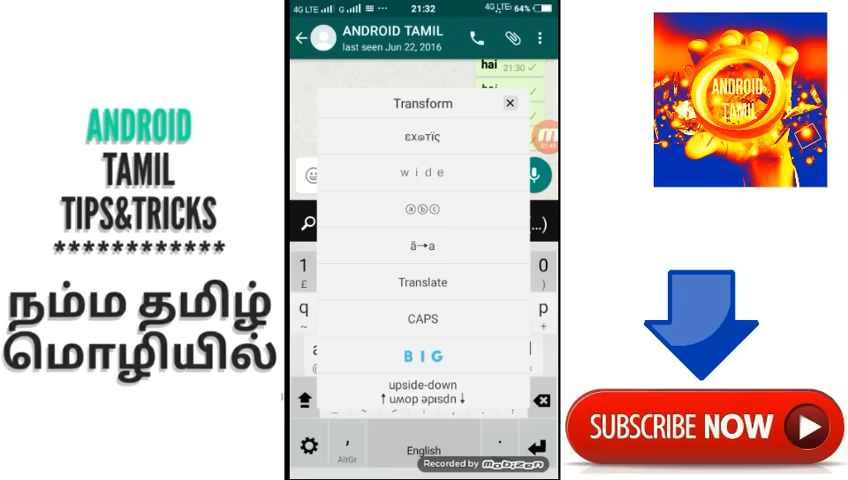 ANDROID
TAMIL
TIPS&TRICKS
************
நம்ம தமிழ்
மொழியில்
4G LTE G ... 21:32 4G LTE 64%
ANDROID TAMIL
last seen Jun 22, 2016
hai 21:30
Transform
wide
ⓐⓑⓒ
ā→a
Translate
CAPS
BIG
upside-down
↑uʍop ǝpısdn↓
(...)
1 0
£ )
q p
~ +
, English .
AltGr
Recorded by mobizen
ANDROID
TAMIL
SUBSCRIBE NOW